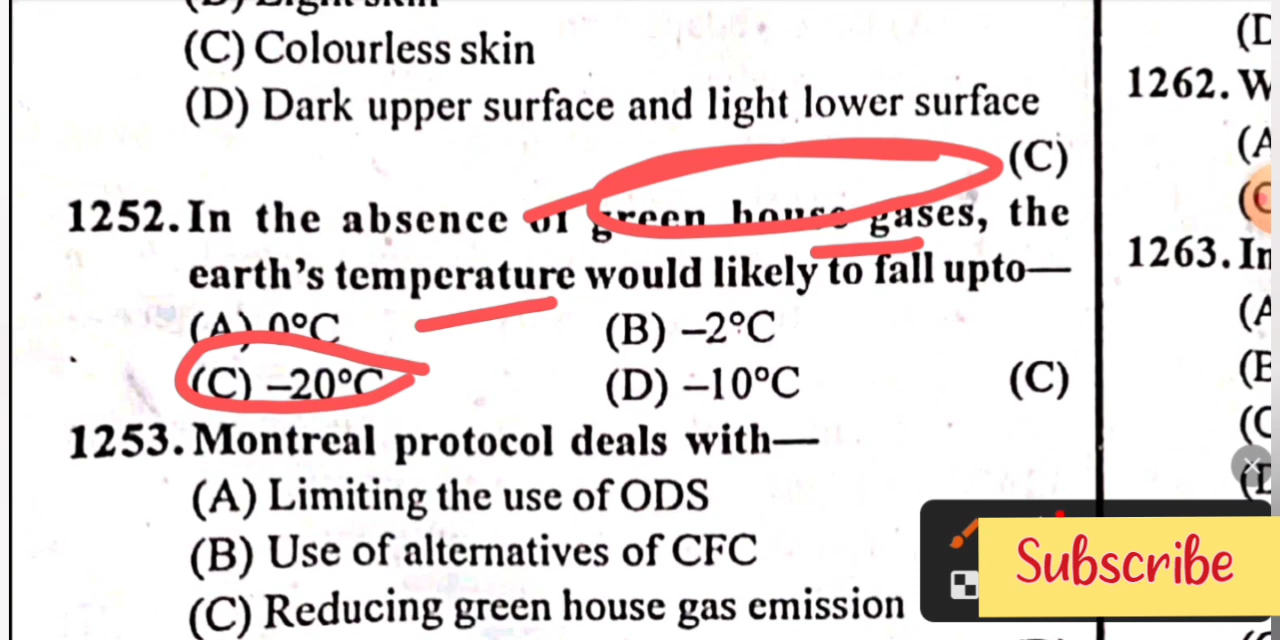 (C) Colourless skin
(D) Dark upper surface and light lower surface
(C)
1252. In the absence of green house gases, the
earth's temperature would likely to fall upto—
(A) 0°C (B) –2°C
(C) –20°C (D) –10°C (C)
1253. Montreal protocol deals with—
(A) Limiting the use of ODS
(B) Use of alternatives of CFC
(C) Reducing green house gas emission
1262. W
(A
1263. In
(A
(B
(C
Subscribe